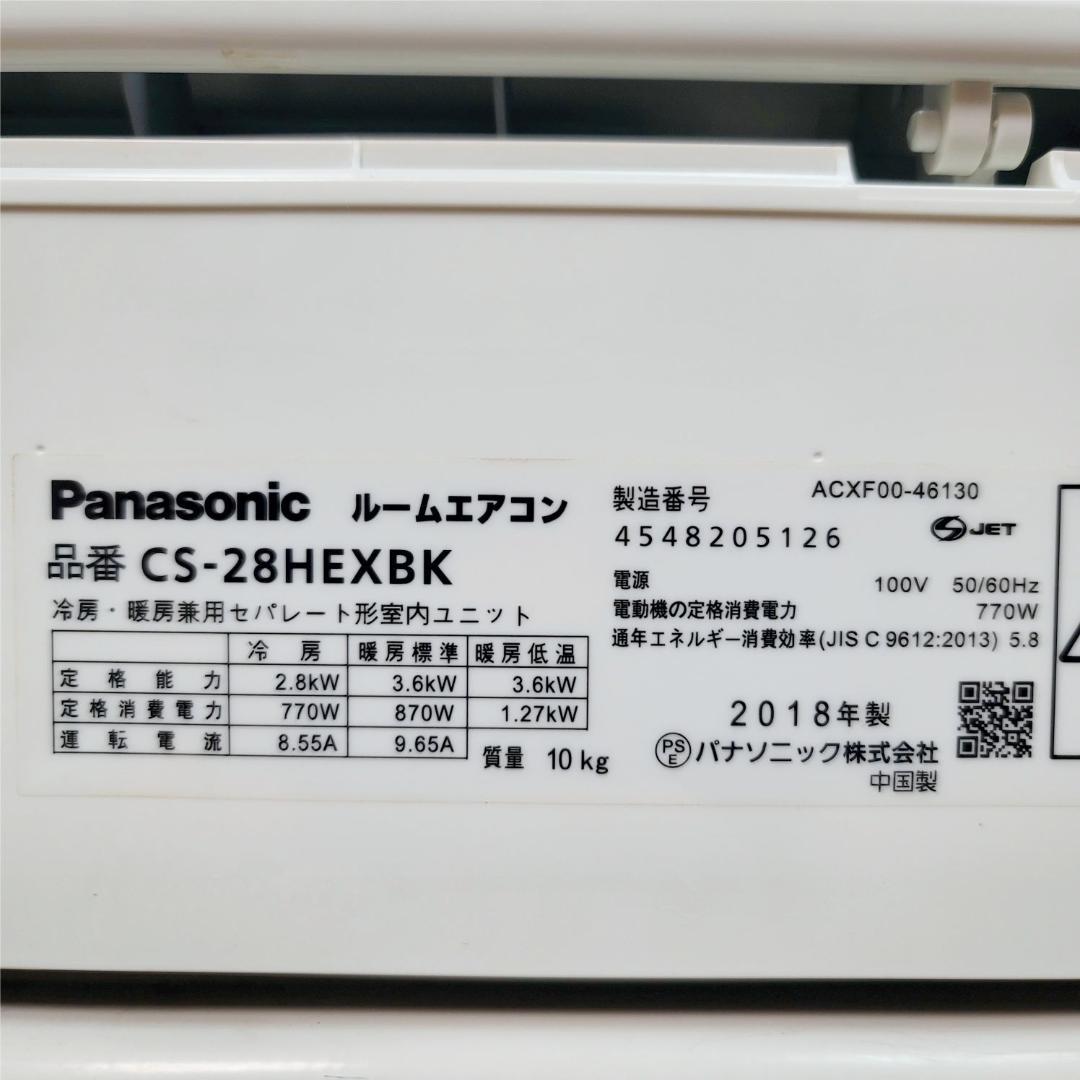 Panasonic ルームエアコン
品番 CS-28HEXBK
冷房・暖房兼用セパレート形室内ユニット
冷房 暖房標準 暖房低温
定格能力 2.8kW 3.6kW 3.6kW
定格消費電力 770W 870W 1.27kW
運転電流 8.55A 9.65A
質量 10kg
製造番号 ACXF00-46130
4548205126
JET
電源 100V 50/60Hz
電動機の定格消費電力 770W
通年エネルギー消費効率(JIS C 9612:2013) 5.8
2018年製
PSE パナソニック株式会社
中国製